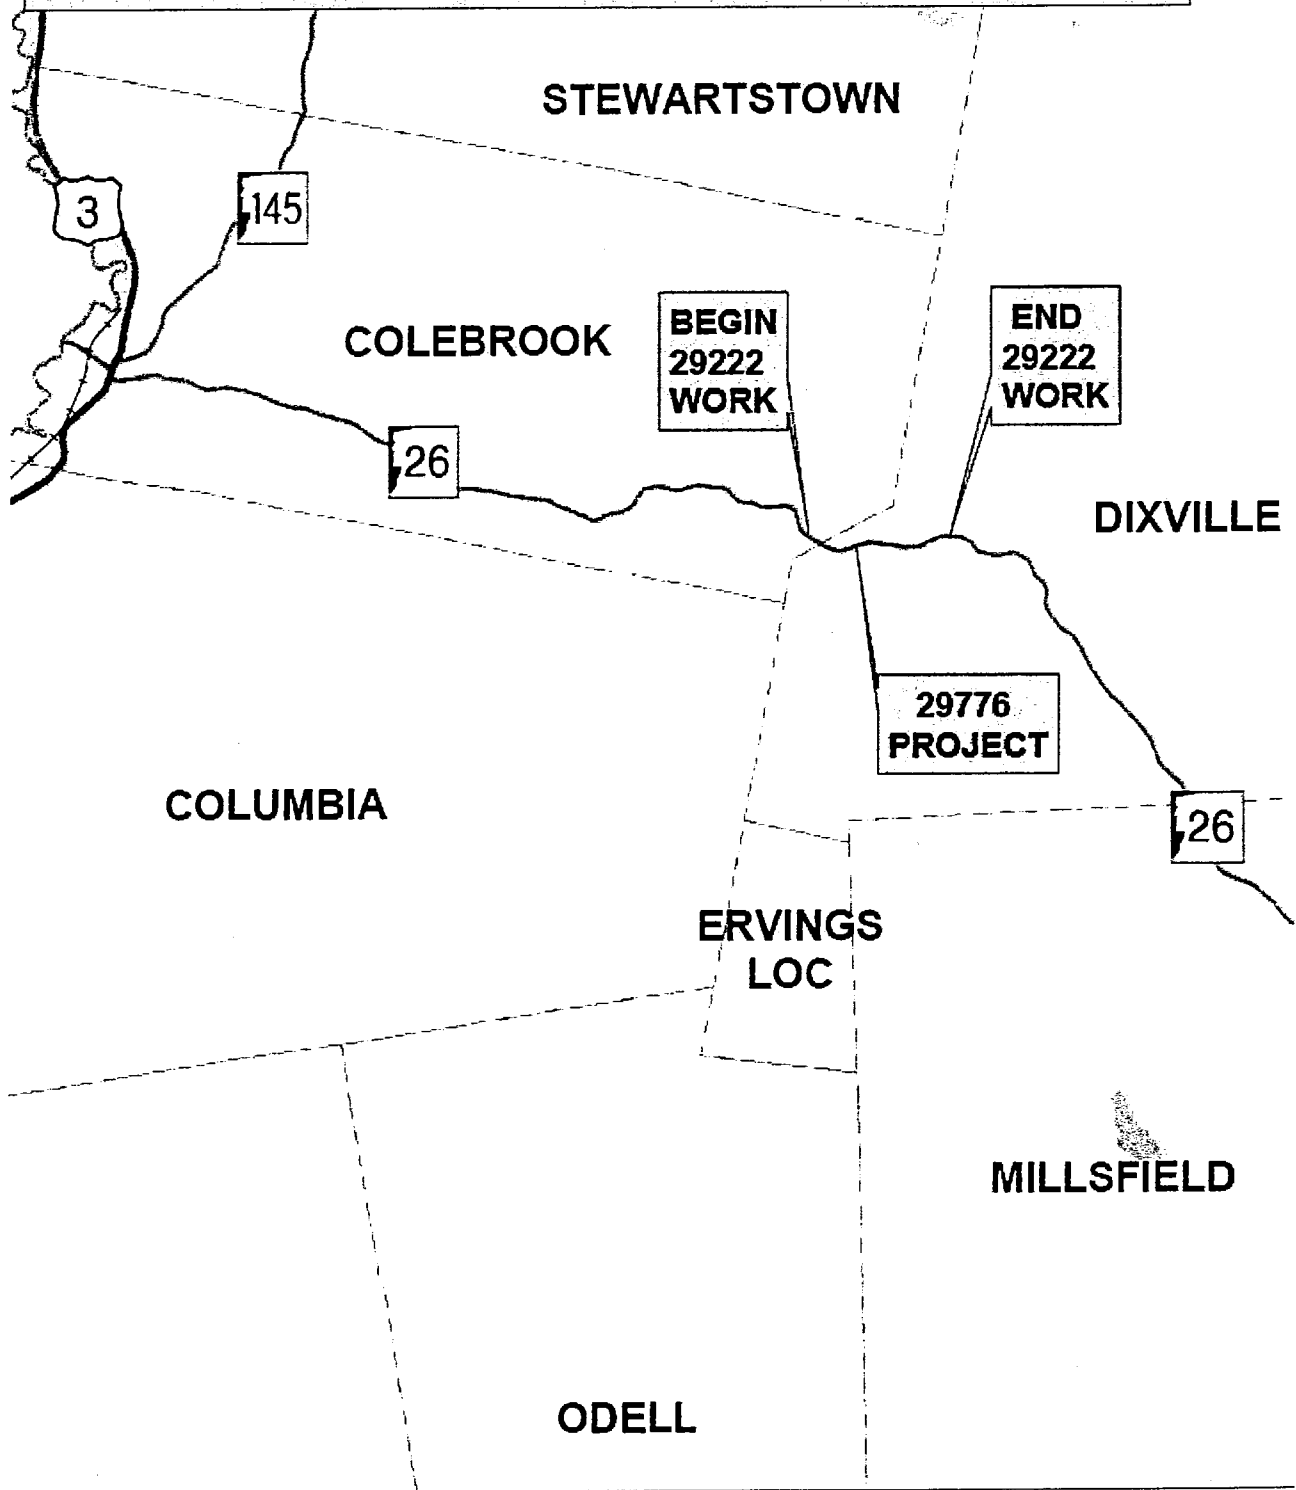 STEWARTSTOWN
3
145
COLEBROOK
BEGIN
29222
WORK
END
29222
WORK
26
DIXVILLE
29776
PROJECT
COLUMBIA
26
ERVINGS
LOC
MILLSFIELD
ODELL